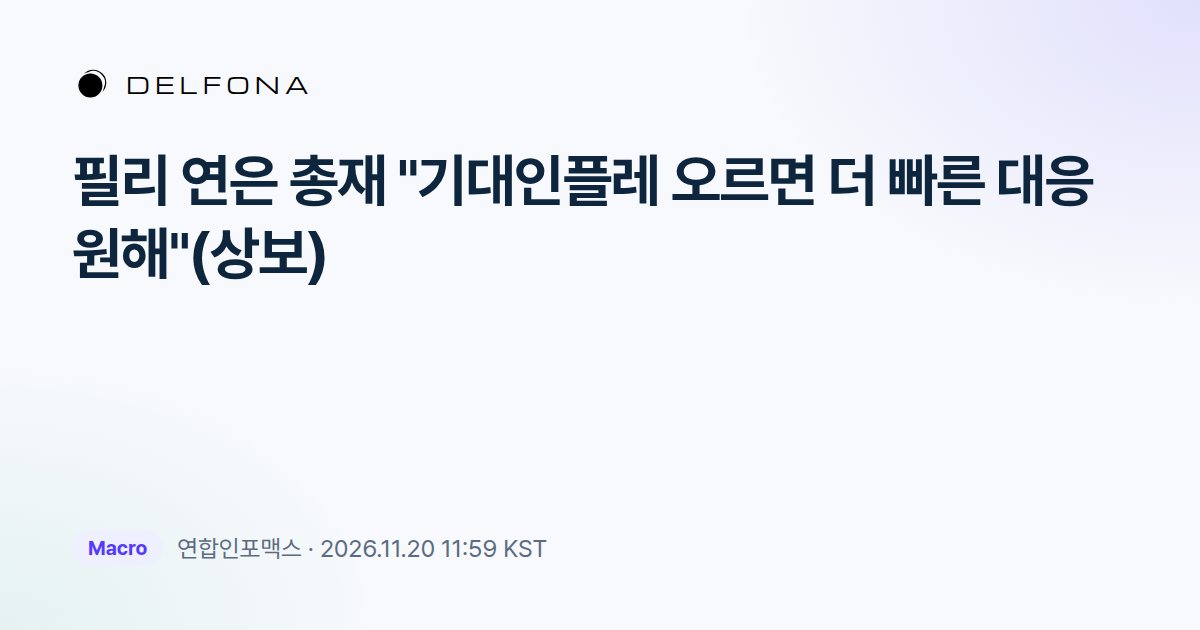 DELFONA
필리 연은 총재 "기대인플레 오르면 더 빠른 대응
원해"(상보)
Macro 연합인포맥스 · 2026.11.20 11:59 KST